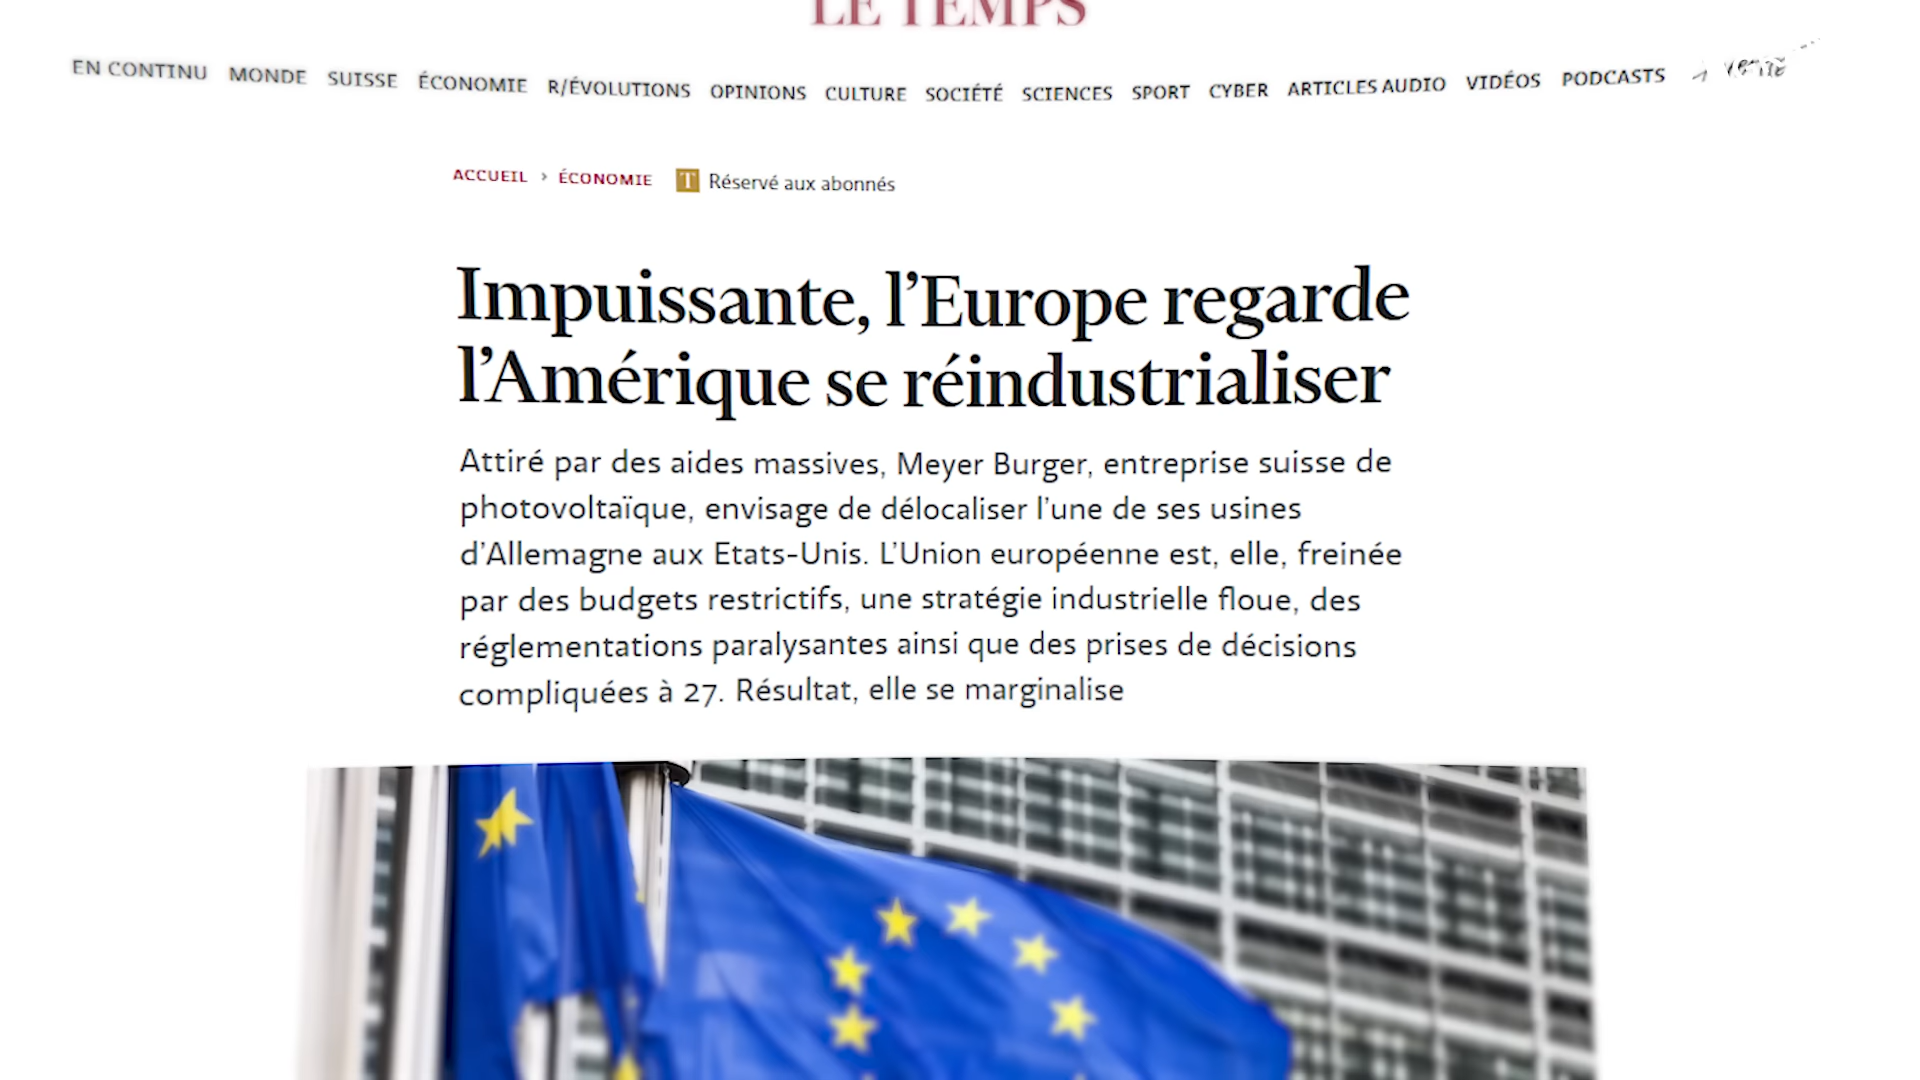 LE TEMPS
EN CONTINU MONDE SUISSE ÉCONOMIE R/ÉVOLUTIONS OPINIONS CULTURE SOCIÉTÉ SCIENCES SPORT CYBER ARTICLES AUDIO VIDÉOS PODCASTS
ACCUEIL > ÉCONOMIE T Réservé aux abonnés
Impuissante, l’Europe regarde
l’Amérique se réindustrialiser
Attiré par des aides massives, Meyer Burger, entreprise suisse de
photovoltaïque, envisage de délocaliser l’une de ses usines
d’Allemagne aux Etats-Unis. L’Union européenne est, elle, freinée
par des budgets restrictifs, une stratégie industrielle floue, des
réglementations paralysantes ainsi que des prises de décisions
compliquées à 27. Résultat, elle se marginalise